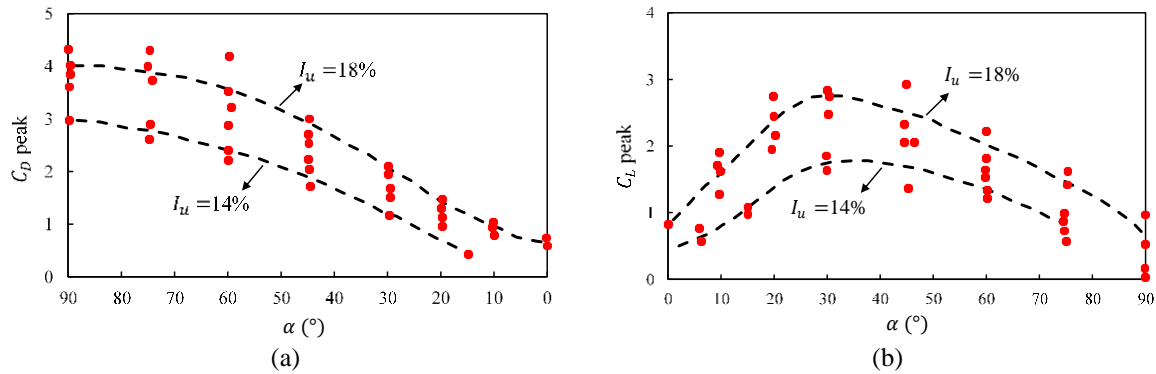 5
4
3
2
1
0
C_D peak
I_u =18%
I_u =14%
90 80 70 60 50 40 30 20 10 0
α (°)
(a)
4
3
2
1
0
C_L peak
I_u =18%
I_u =14%
0 10 20 30 40 50 60 70 80 90
α (°)
(b)